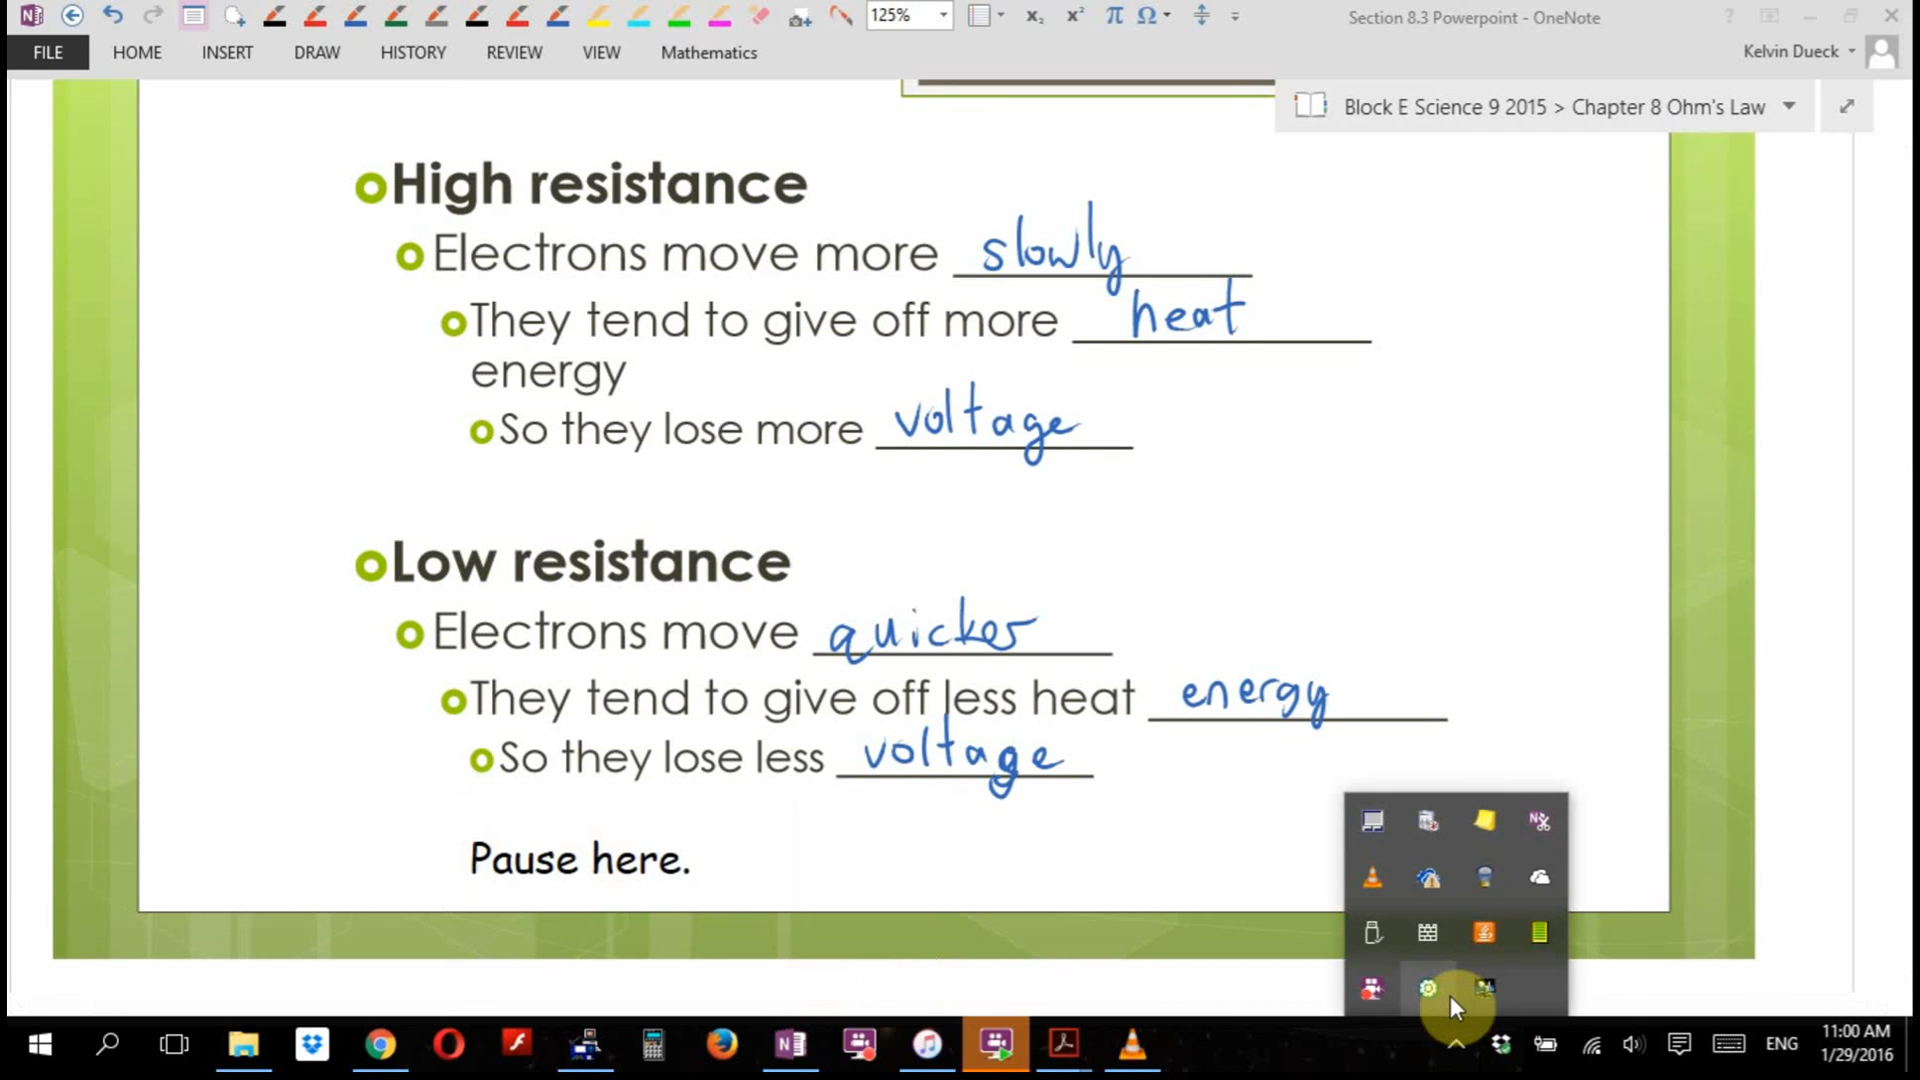 125%
x₂ x² π Ω
Section 8.3 Powerpoint - OneNote
?
FILE HOME INSERT DRAW HISTORY REVIEW VIEW Mathematics
Kelvin Dueck
Block E Science 9 2015 > Chapter 8 Ohm's Law
High resistance
Electrons move more slowly
They tend to give off more heat
energy
So they lose more voltage
Low resistance
Electrons move quicker
They tend to give off less heat energy
So they lose less voltage
Pause here.
ENG
11:00 AM
1/29/2016